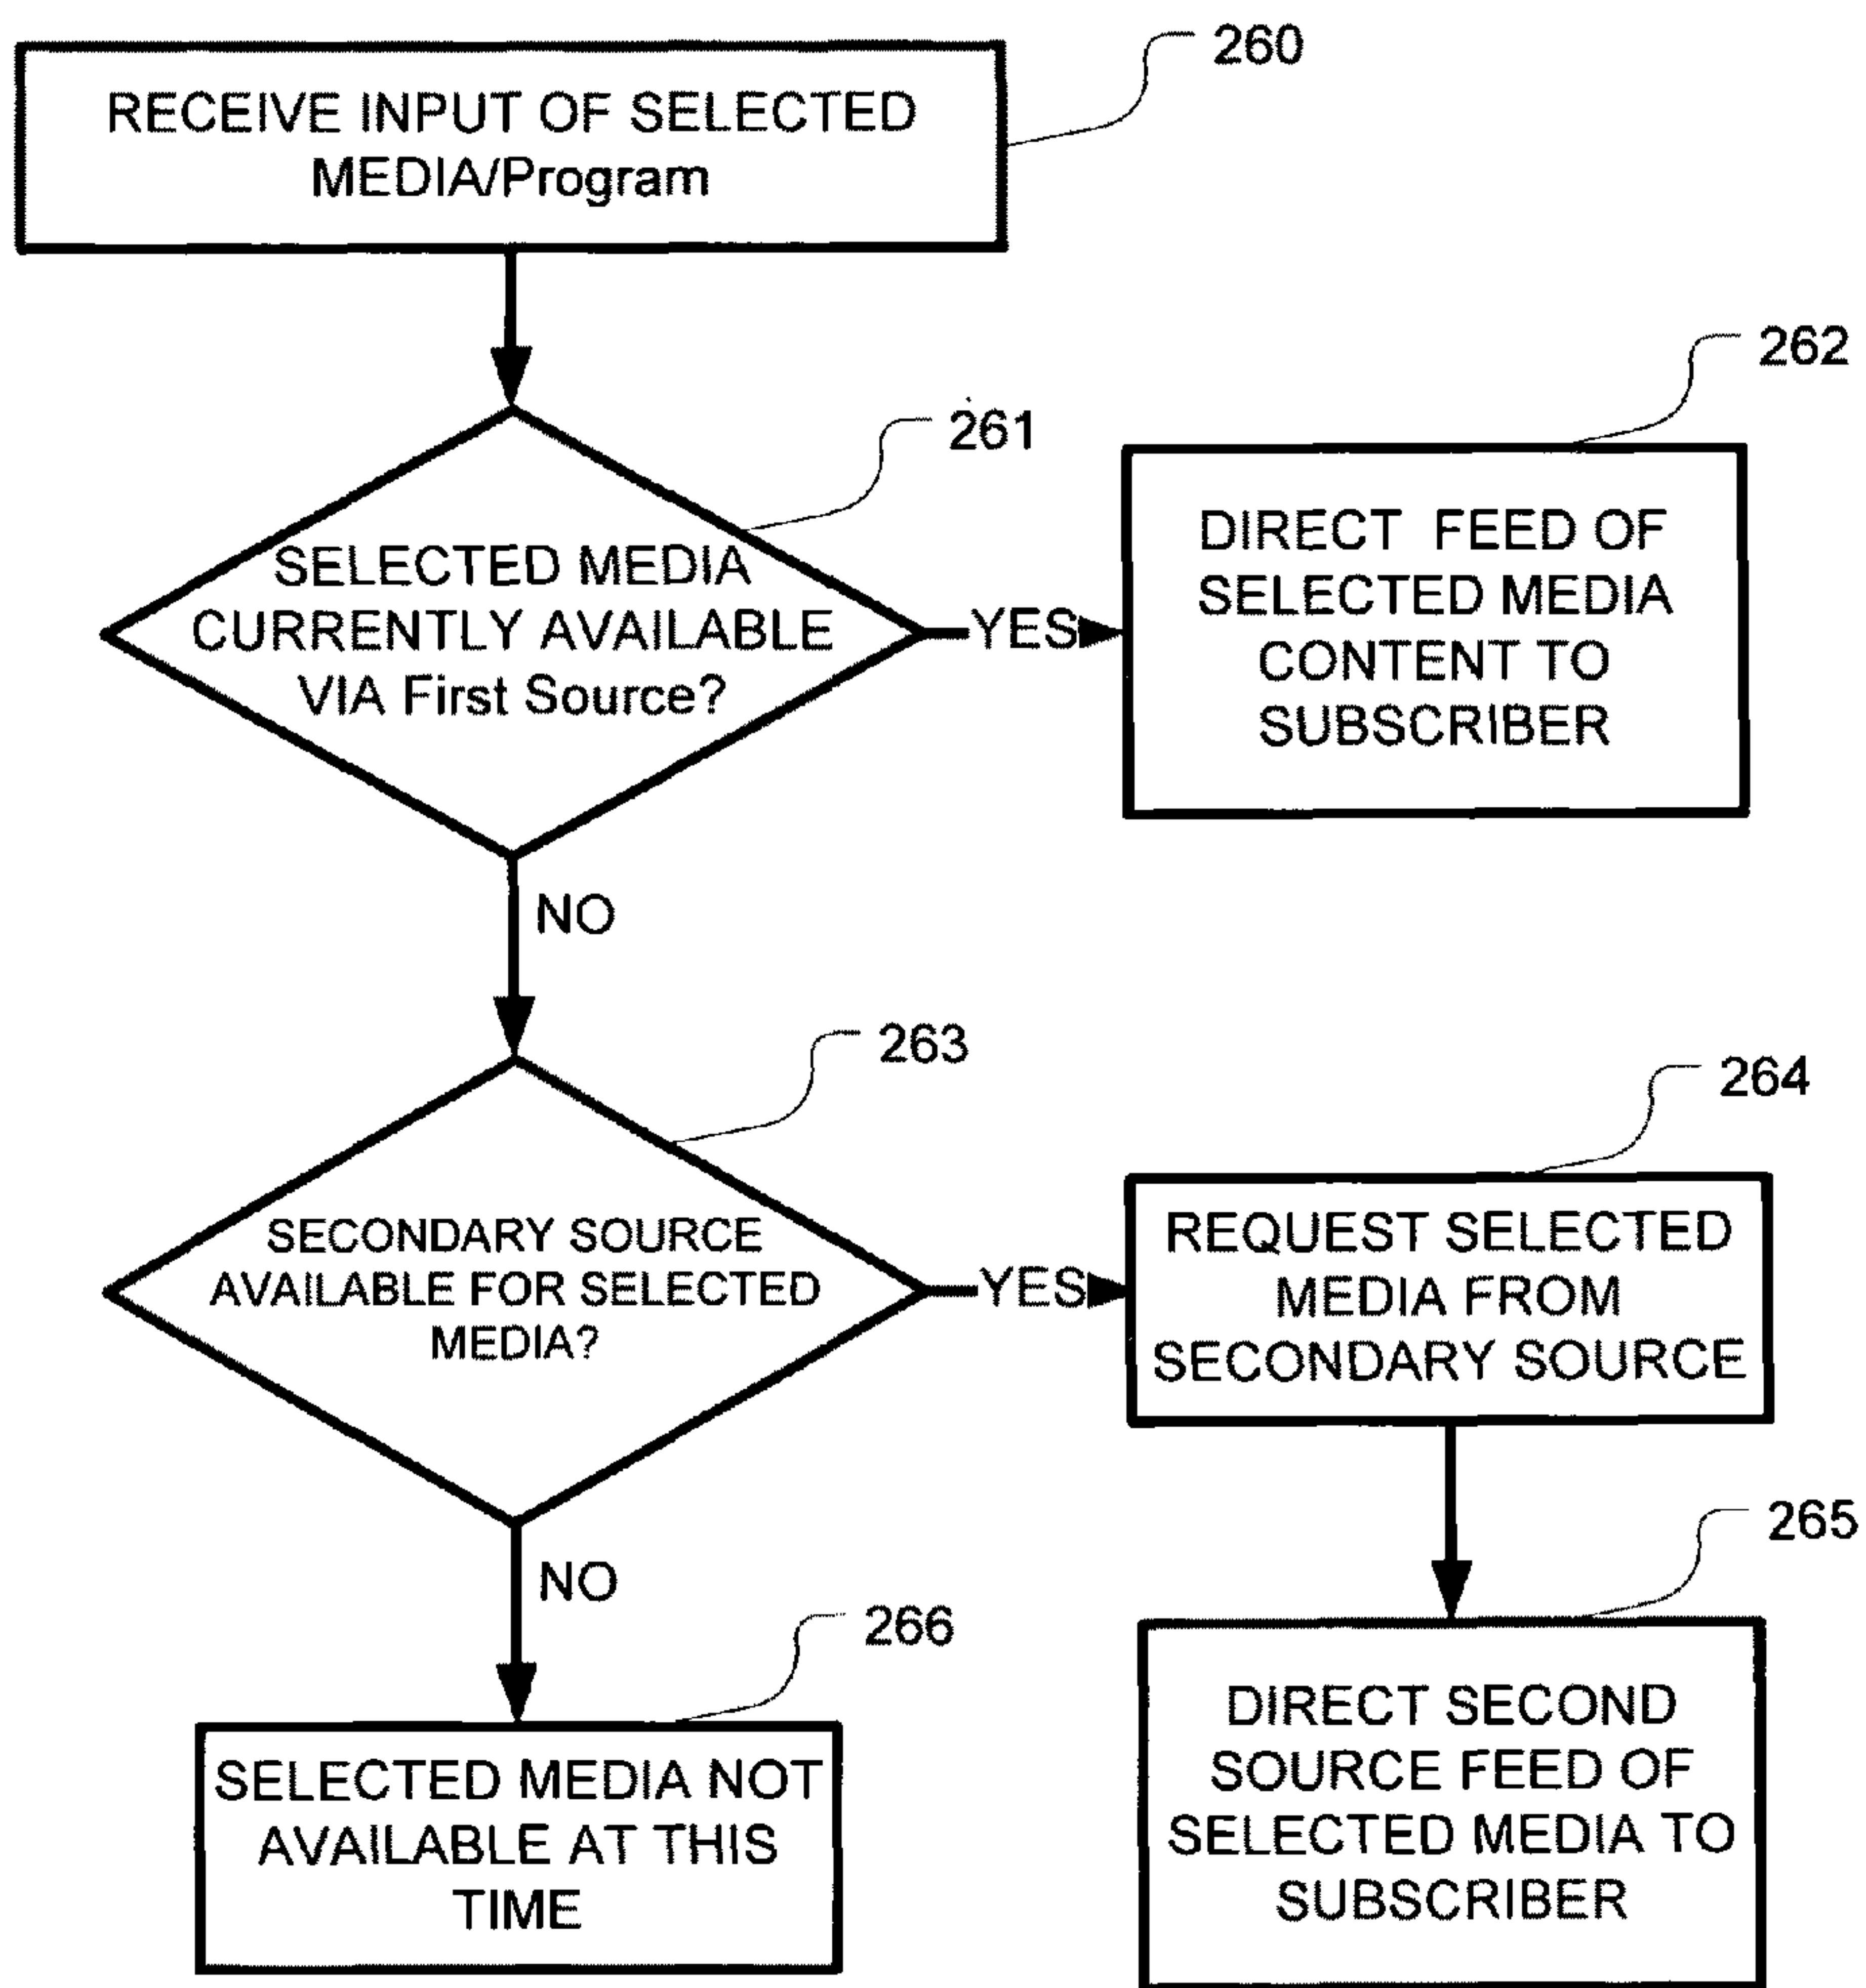 260
RECEIVE INPUT OF SELECTED
MEDIA/Program
262
261
SELECTED MEDIA
CURRENTLY AVAILABLE
VIA First Source?
YES
DIRECT FEED OF
SELECTED MEDIA
CONTENT TO
SUBSCRIBER
NO
263
264
SECONDARY SOURCE
AVAILABLE FOR SELECTED
MEDIA?
YES
REQUEST SELECTED
MEDIA FROM
SECONDARY SOURCE
265
NO
266
SELECTED MEDIA NOT
AVAILABLE AT THIS
TIME
DIRECT SECOND
SOURCE FEED OF
SELECTED MEDIA TO
SUBSCRIBER